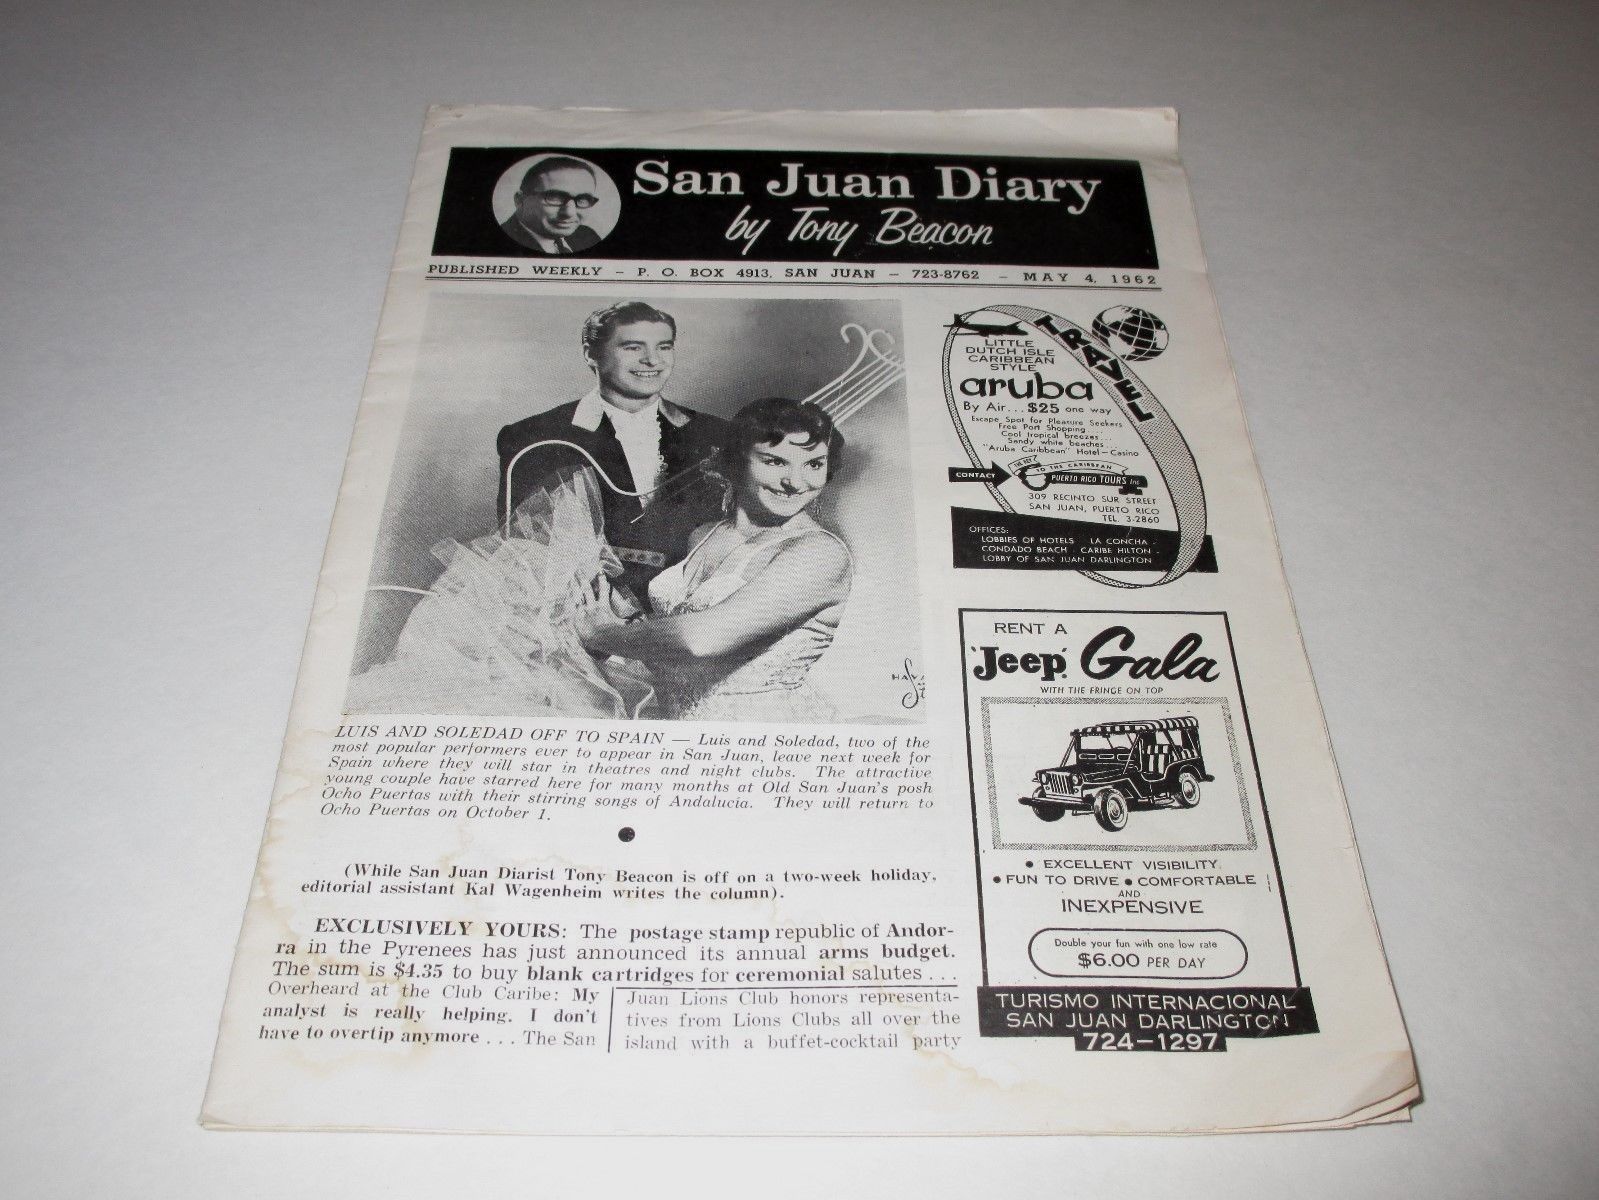 San Juan Diary
by Tony Beacon
PUBLISHED WEEKLY – P. O. BOX 4913, SAN JUAN – 723-8762 – MAY 4, 1962
LUIS AND SOLEDAD OFF TO SPAIN — Luis and Soledad, two of the
most popular performers ever to appear in San Juan, leave next week for
Spain where they will star in theatres and night clubs. The attractive
young couple have starred here for many months at Old San Juan's posh
Ocho Puertas with their stirring songs of Andalucia. They will return to
Ocho Puertas on October 1.
(While San Juan Diarist Tony Beacon is off on a two-week holiday,
editorial assistant Kal Wagenheim writes the column).
EXCLUSIVELY YOURS: The postage stamp republic of Andor-
ra in the Pyrenees has just announced its annual arms budget.
The sum is $4.35 to buy blank cartridges for ceremonial salutes . . .
Overheard at the Club Caribe: My
analyst is really helping. I don't
have to overtip anymore . . . The San
Juan Lions Club honors representa-
tives from Lions Clubs all over the
island with a buffet-cocktail party
TRAVEL
LITTLE
DUTCH ISLE
CARIBBEAN
STYLE
aruba
By Air... $25 one way
Escape Spot for Pleasure Seekers
Free Port Shopping
Cool tropical breezes...
Sandy white beaches...
"Aruba Caribbean" Hotel – Casino
CONTACT
THE KEY TO THE CARIBBEAN
PUERTO RICO TOURS Inc
309 RECINTO SUR STREET
SAN JUAN, PUERTO RICO
TEL. 3-2860
OFFICES:
LOBBIES OF HOTELS LA CONCHA -
CONDADO BEACH - CARIBE HILTON -
LOBBY OF SAN JUAN DARLINGTON
RENT A
'Jeep' Gala
WITH THE FRINGE ON TOP
• EXCELLENT VISIBILITY
• FUN TO DRIVE • COMFORTABLE
AND
INEXPENSIVE
Double your fun with one low rate
$6.00 PER DAY
TURISMO INTERNACIONAL
SAN JUAN DARLINGTON
724–1297